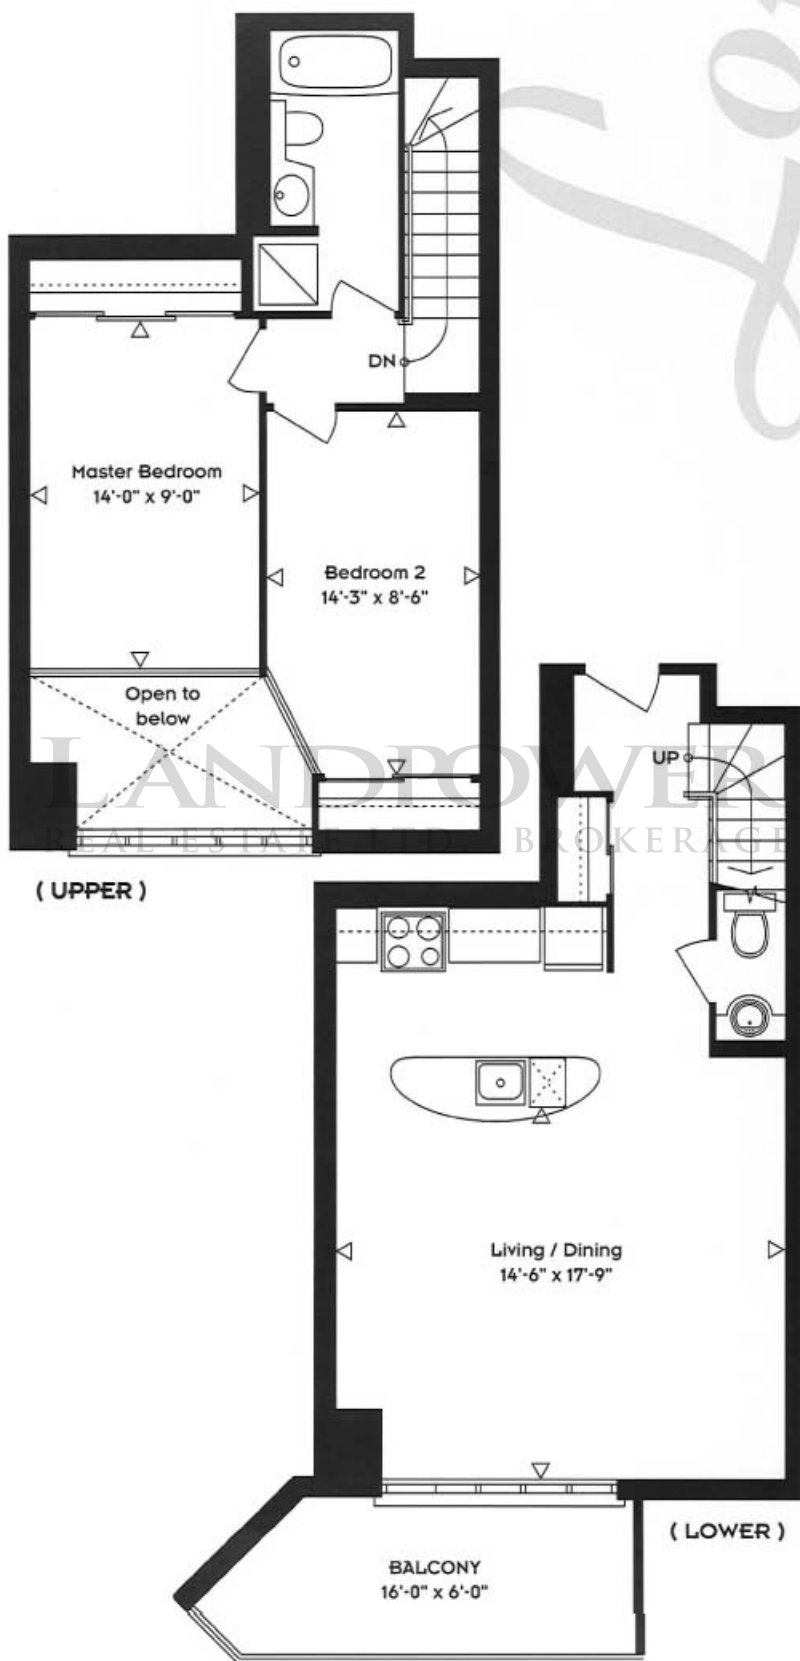 DN
Master Bedroom
14'-0" x 9'-0"
Bedroom 2
14'-3" x 8'-6"
Open to
below
UP
LANDPOWER
REAL ESTATE LTD BROKERAGE
( UPPER )
Living / Dining
14'-6" x 17'-9"
( LOWER )
BALCONY
16'-0" x 6'-0"